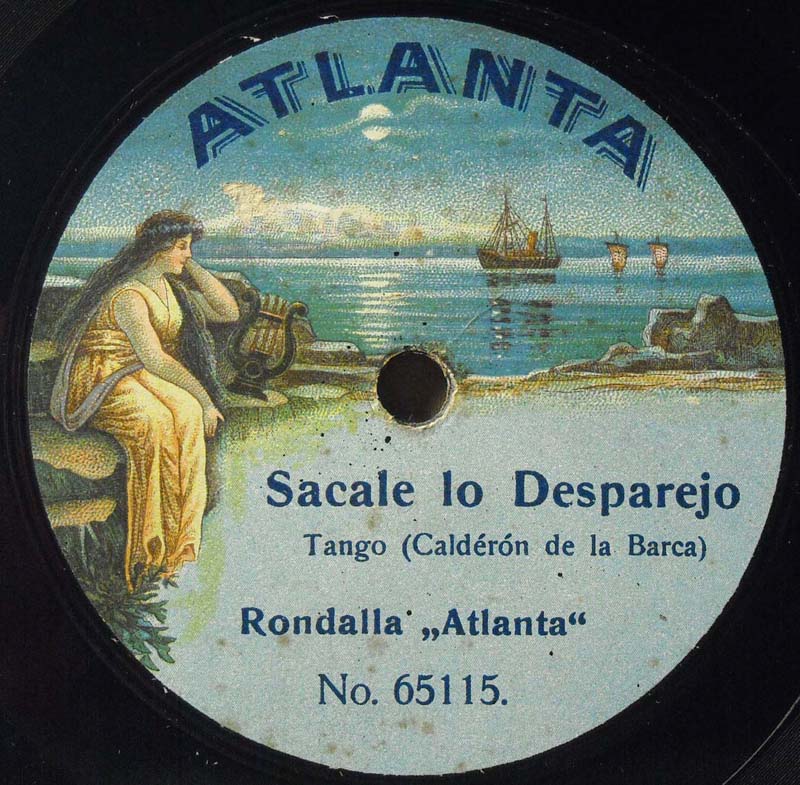 ATLANTA
Sacale lo Desparejo
Tango (Caldérón de la Barca)
Rondalla „Atlanta“
No. 65115.